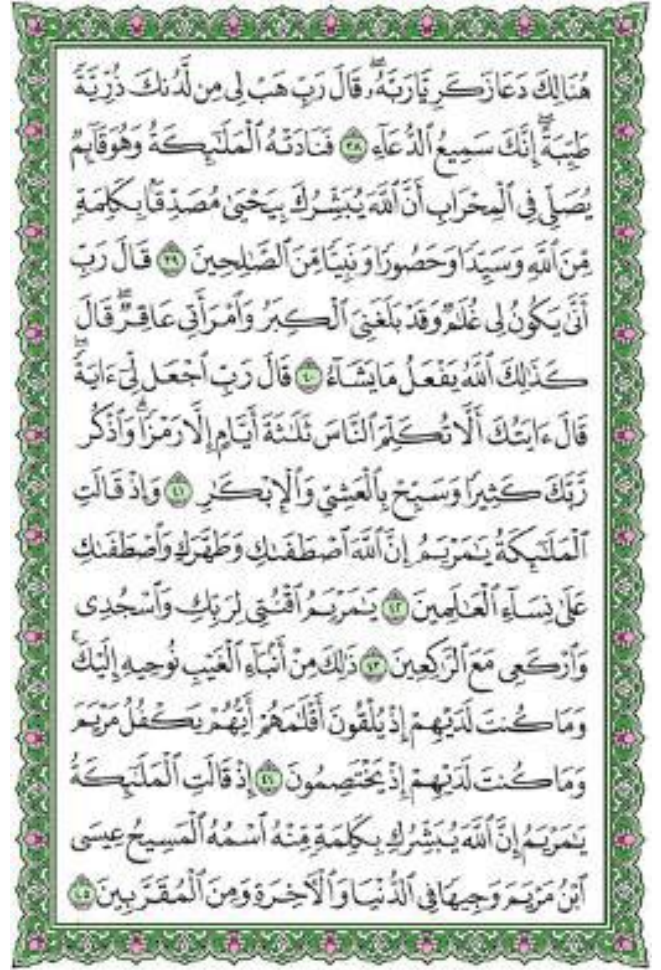 هُنَالِكَ دَعَا زَكَرِيَّا رَبَّهُۥۖ قَالَ رَبِّ هَبْ لِى مِن لَّدُنكَ ذُرِّيَّةً
طَيِّبَةًۖ إِنَّكَ سَمِيعُ ٱلدُّعَآءِ ٣٨ فَنَادَتْهُ ٱلْمَلَٰٓئِكَةُ وَهُوَ قَآئِمٌ
يُصَلِّى فِى ٱلْمِحْرَابِ أَنَّ ٱللَّهَ يُبَشِّرُكَ بِيَحْيَىٰ مُصَدِّقًۢا بِكَلِمَةٍ
مِّنَ ٱللَّهِ وَسَيِّدًا وَحَصُورًا وَنَبِيًّا مِّنَ ٱلصَّٰلِحِينَ ٣٩ قَالَ رَبِّ
أَنَّىٰ يَكُونُ لِى غُلَٰمٌ وَقَدْ بَلَغَنِىَ ٱلْكِبَرُ وَٱمْرَأَتِى عَاقِرٌۖ قَالَ
كَذَٰلِكَ ٱللَّهُ يَفْعَلُ مَا يَشَآءُ ٤٠ قَالَ رَبِّ ٱجْعَل لِّىٓ ءَايَةًۖ
قَالَ ءَايَتُكَ أَلَّا تُكَلِّمَ ٱلنَّاسَ ثَلَٰثَةَ أَيَّامٍ إِلَّا رَمْزًاۗ وَٱذْكُر
رَّبَّكَ كَثِيرًا وَسَبِّحْ بِٱلْعَشِىِّ وَٱلْإِبْكَٰرِ ٤١ وَإِذْ قَالَتِ
ٱلْمَلَٰٓئِكَةُ يَٰمَرْيَمُ إِنَّ ٱللَّهَ ٱصْطَفَىٰكِ وَطَهَّرَكِ وَٱصْطَفَىٰكِ
عَلَىٰ نِسَآءِ ٱلْعَٰلَمِينَ ٤٢ يَٰمَرْيَمُ ٱقْنُتِى لِرَبِّكِ وَٱسْجُدِى
وَٱرْكَعِى مَعَ ٱلرَّٰكِعِينَ ٤٣ ذَٰلِكَ مِنْ أَنۢبَآءِ ٱلْغَيْبِ نُوحِيهِ إِلَيْكَۚ
وَمَا كُنتَ لَدَيْهِمْ إِذْ يُلْقُونَ أَقْلَٰمَهُمْ أَيُّهُمْ يَكْفُلُ مَرْيَمَ
وَمَا كُنتَ لَدَيْهِمْ إِذْ يَخْتَصِمُونَ ٤٤ إِذْ قَالَتِ ٱلْمَلَٰٓئِكَةُ
يَٰمَرْيَمُ إِنَّ ٱللَّهَ يُبَشِّرُكِ بِكَلِمَةٍ مِّنْهُ ٱسْمُهُ ٱلْمَسِيحُ عِيسَى
ٱبْنُ مَرْيَمَ وَجِيهًا فِى ٱلدُّنْيَا وَٱلْءَاخِرَةِ وَمِنَ ٱلْمُقَرَّبِينَ ٤٥